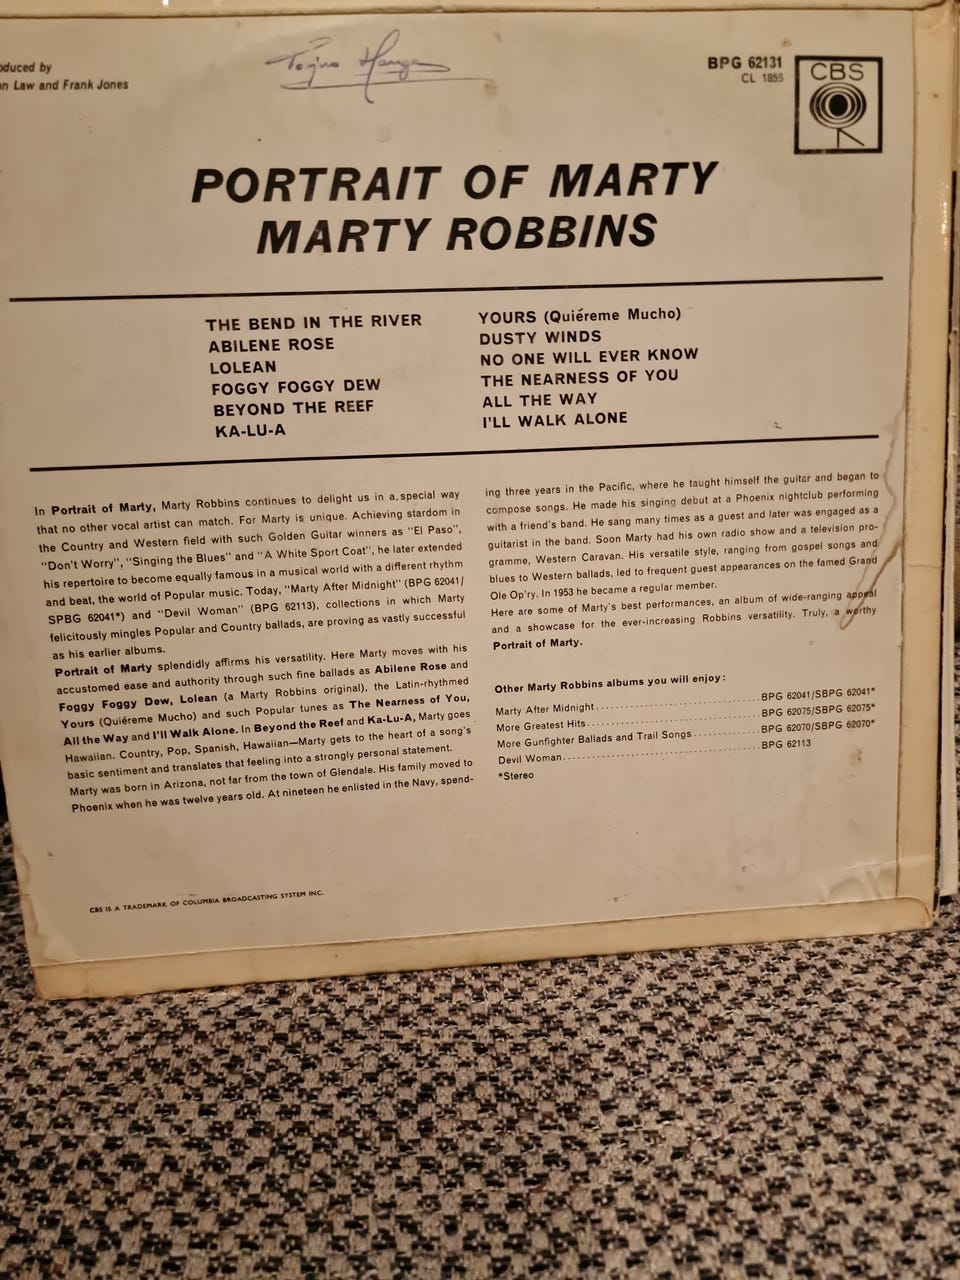 oduced by
n Law and Frank Jones
BPG 62131
CL 1855
CBS
PORTRAIT OF MARTY
MARTY ROBBINS
THE BEND IN THE RIVER
ABILENE ROSE
LOLEAN
FOGGY FOGGY DEW
BEYOND THE REEF
KA-LU-A
YOURS (Quiéreme Mucho)
DUSTY WINDS
NO ONE WILL EVER KNOW
THE NEARNESS OF YOU
ALL THE WAY
I'LL WALK ALONE
In Portrait of Marty, Marty Robbins continues to delight us in a special way
that no other vocal artist can match. For Marty is unique. Achieving stardom in
the Country and Western field with such Golden Guitar winners as "El Paso",
"Don't Worry", "Singing the Blues" and "A White Sport Coat", he later extended
his repertoire to become equally famous in a musical world with a different rhythm
and beat, the world of Popular music. Today, "Marty After Midnight" (BPG 62041/
SPBG 62041*) and "Devil Woman" (BPG 62113), collections in which Marty
felicitously mingles Popular and Country ballads, are proving as vastly successful
as his earlier albums.
Portrait of Marty splendidly affirms his versatility. Here Marty moves with his
accustomed ease and authority through such fine ballads as Abilene Rose and
Foggy Foggy Dew, Lolean (a Marty Robbins original), the Latin-rhythmed
Yours (Quiéreme Mucho) and such Popular tunes as The Nearness of You,
All the Way and I'll Walk Alone. In Beyond the Reef and Ka-Lu-A, Marty goes
Hawaiian. Country, Pop, Spanish, Hawaiian—Marty gets to the heart of a song's
basic sentiment and translates that feeling into a strongly personal statement.
Marty was born in Arizona, not far from the town of Glendale. His family moved to
Phoenix when he was twelve years old. At nineteen he enlisted in the Navy, spend-
ing three years in the Pacific, where he taught himself the guitar and began to
compose songs. He made his singing debut at a Phoenix nightclub performing
with a friend's band. He sang many times as a guest and later was engaged as a
guitarist in the band. Soon Marty had his own radio show and a television pro-
gramme, Western Caravan. His versatile style, ranging from gospel songs and
blues to Western ballads, led to frequent guest appearances on the famed Grand
Ole Op'ry. In 1953 he became a regular member.
Here are some of Marty's best performances, an album of wide-ranging appeal
and a showcase for the ever-increasing Robbins versatility. Truly, a worthy
Portrait of Marty.
Other Marty Robbins albums you will enjoy:
Marty After Midnight BPG 62041/SBPG 62041*
More Greatest Hits BPG 62075/SBPG 62075*
More Gunfighter Ballads and Trail Songs BPG 62070/SBPG 62070*
Devil Woman BPG 62113
*Stereo
CBS IS A TRADEMARK OF COLUMBIA BROADCASTING SYSTEM INC.